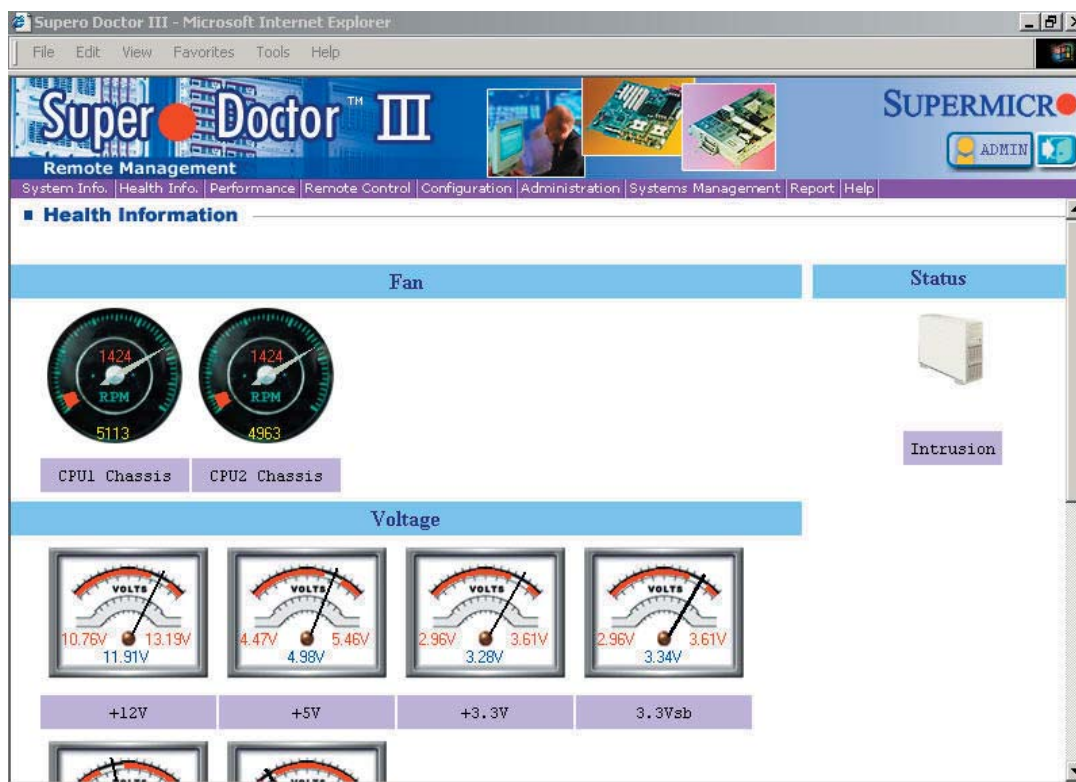 Supero Doctor III - Microsoft Internet Explorer
File Edit View Favorites Tools Help
Super Doctor™ III
SUPERMICR
ADMIN
Remote Management
System Info. Health Info. Performance Remote Control Configuration Administration Systems Management Report Help
Health Information
Fan
Status
1424 RPM 5113
1424 RPM 4963
CPU1 Chassis
CPU2 Chassis
Intrusion
Voltage
VOLTS
10.76V 13.19V
11.91V
VOLTS
4.47V 5.46V
4.98V
VOLTS
2.96V 3.61V
3.28V
VOLTS
2.96V 3.61V
3.34V
+12V
+5V
+3.3V
3.3Vsb
VOLTS
VOLTS